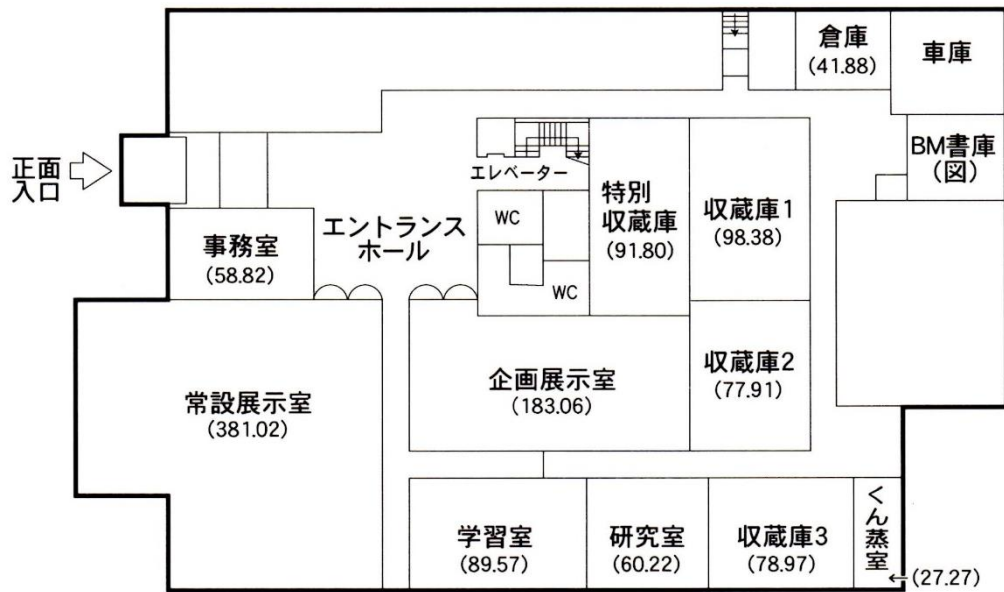 倉庫
(41.88)
車庫
正面
入口
BM書庫
(図)
エレベーター
特別
収蔵庫
(91.80)
収蔵庫1
(98.38)
WC
エントランス
ホール
事務室
(58.82)
WC
企画展示室
(183.06)
収蔵庫2
(77.91)
常設展示室
(381.02)
学習室
(89.57)
研究室
(60.22)
収蔵庫3
(78.97)
くん蒸室
←(27.27)